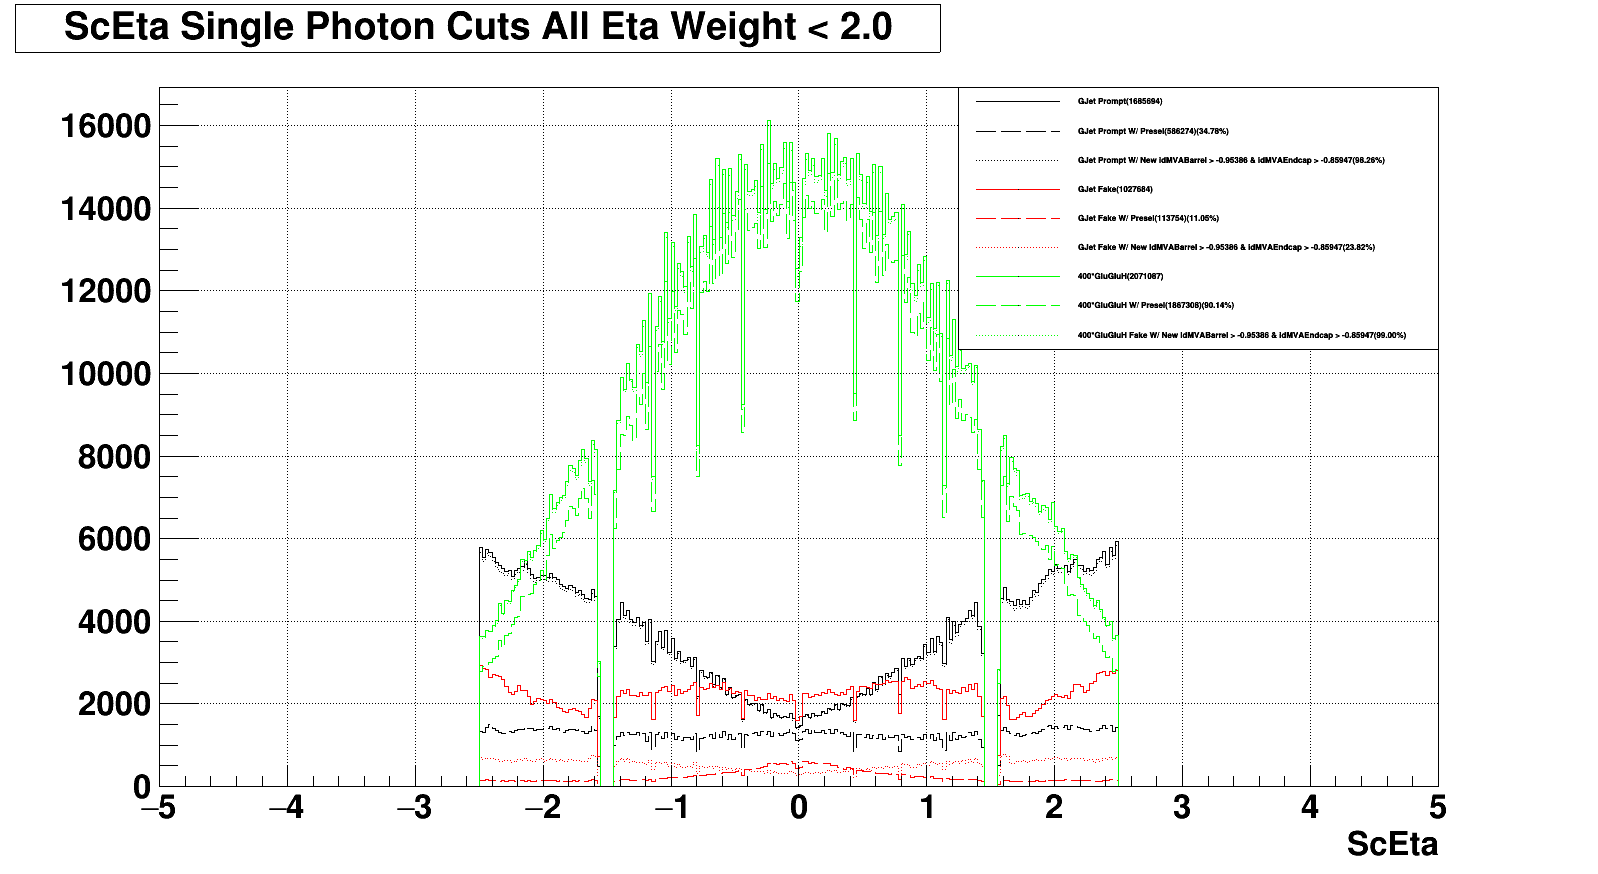 ScEta Single Photon Cuts All Eta Weight < 2.0
GJet Prompt(1685694)
GJet Prompt W/ Presel(586274)(34.78%)
GJet Prompt W/ New idMVABarrel > -0.95386 & idMVAEndcap > -0.85947(98.26%)
GJet Fake(1027684)
GJet Fake W/ Presel(113754)(11.05%)
GJet Fake W/ New idMVABarrel > -0.95386 & idMVAEndcap > -0.85947(23.82%)
400*GluGluH(2071087)
400*GluGluH W/ Presel(1867308)(90.14%)
400*GluGluH Fake W/ New idMVABarrel > -0.95386 & idMVAEndcap > -0.85947(99.00%)
16000
14000
12000
10000
8000
6000
4000
2000
0
−5 −4 −3 −2 −1 0 1 2 3 4 5
ScEta